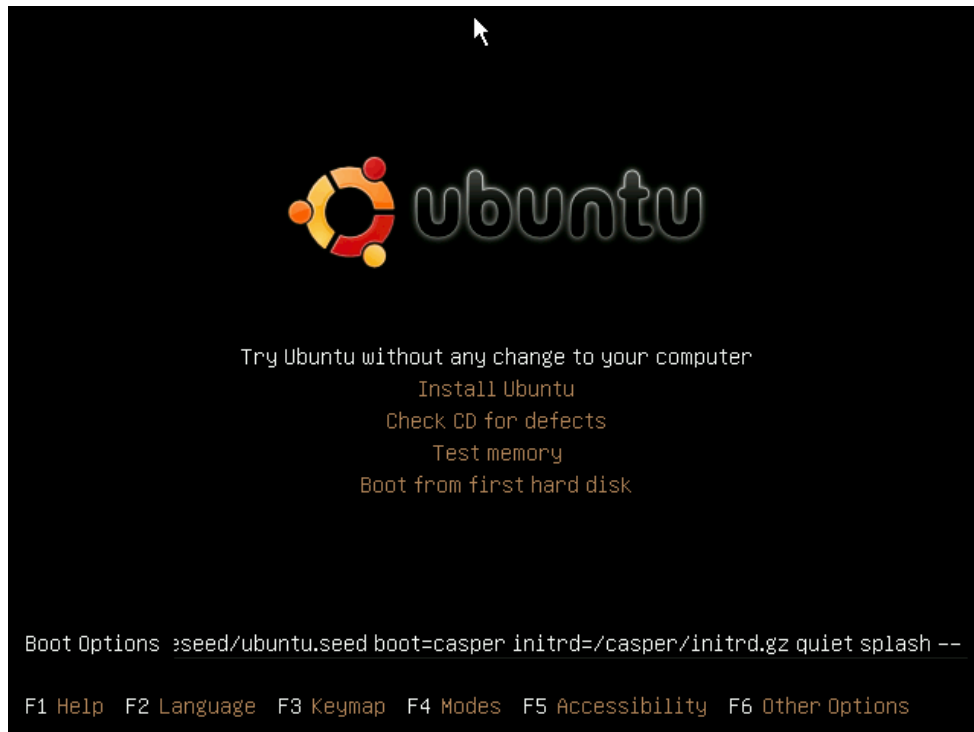 ubuntu
Try Ubuntu without any change to your computer
Install Ubuntu
Check CD for defects
Test memory
Boot from first hard disk
Boot Options eseed/ubuntu.seed boot=casper initrd=/casper/initrd.gz quiet splash --
F1 Help F2 Language F3 Keymap F4 Modes F5 Accessibility F6 Other Options